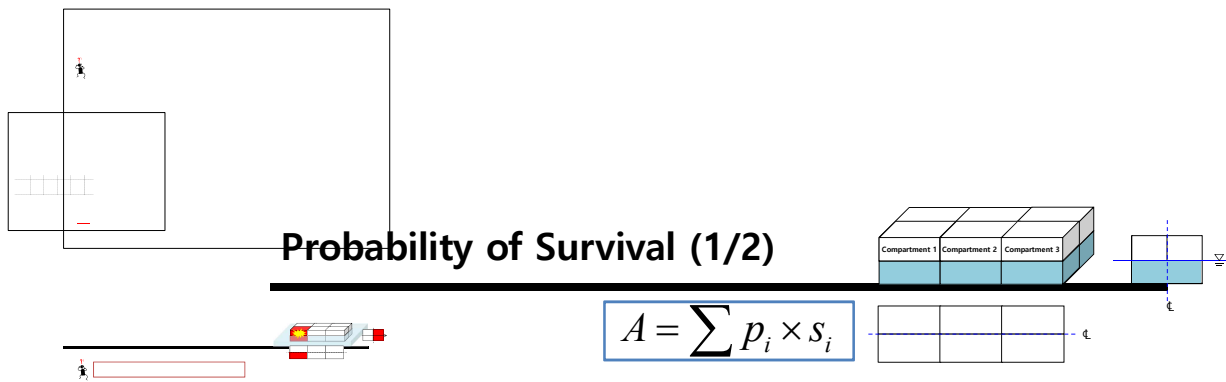 Probability of Survival (1/2)
Compartment 1 Compartment 2 Compartment 3
A = ∑ p_i × s_i
℄
℄